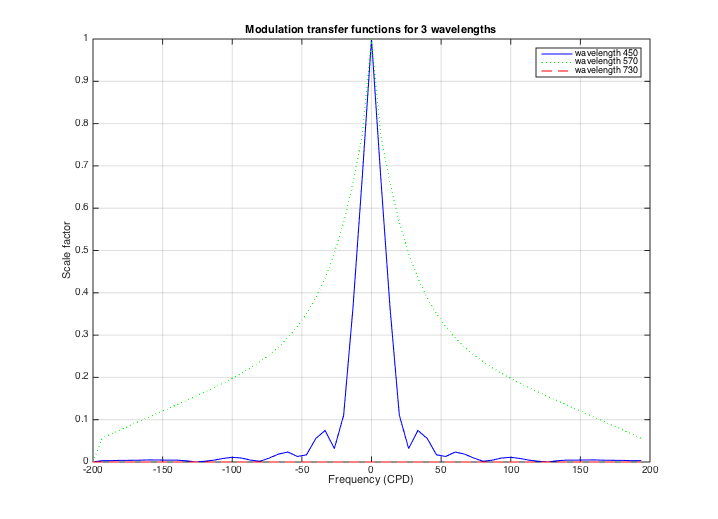 Modulation transfer functions for 3 wavelengths
wavelength 450
wavelength 570
wavelength 730
1
0.9
0.8
0.7
0.6
0.5
0.4
0.3
0.2
0.1
0
Scale factor
-200 -150 -100 -50 0 50 100 150 200
Frequency (CPD)